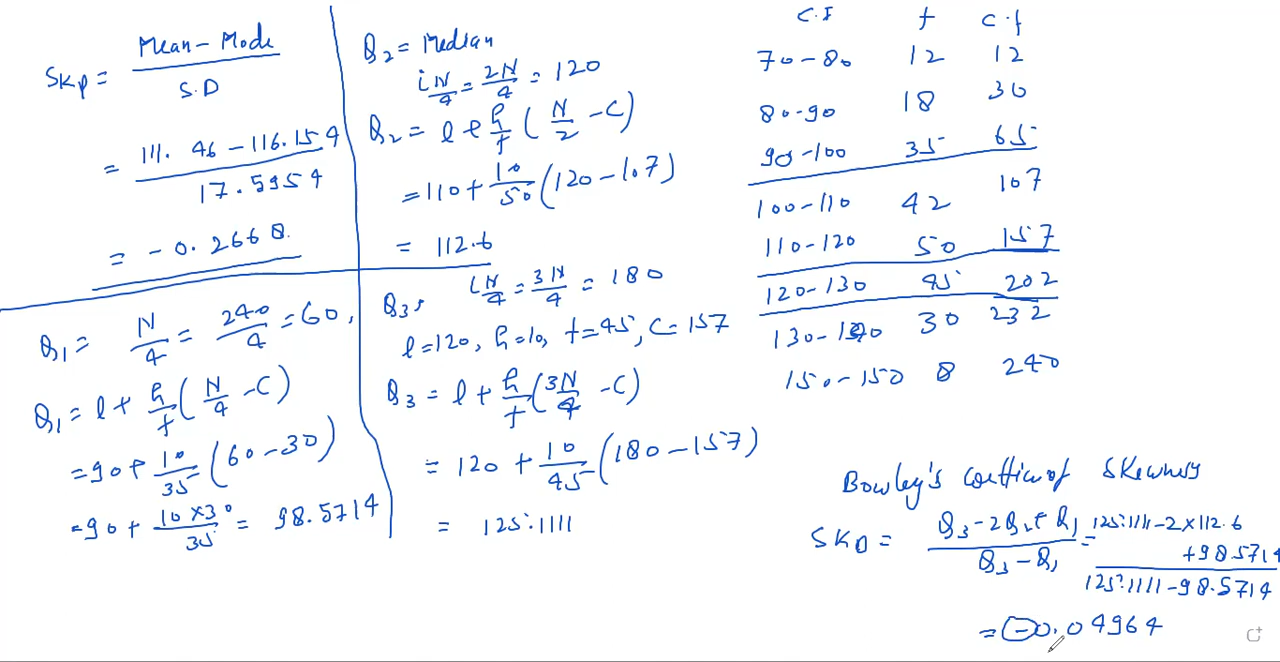 SKp = Mean - Mode / S.D
= 111.46 - 116.154 / 17.5954
= -0.2668
Q1 = N/4 = 240/4 = 60,
Q1 = l + h/f (N/4 - C)
= 90 + 10/35 (60 - 30)
= 90 + 10 × 30 / 35 = 98.5714
Q2 = Median
iN/4 = 2N/4 = 120
Q2 = l + h/f (N/2 - C)
= 110 + 10/50 (120 - 107)
= 112.6
Q3, iN/4 = 3N/4 = 180
l = 120, h = 10, f = 45, C = 157
Q3 = l + h/f (3N/4 - C)
= 120 + 10/45 (180 - 157)
= 125.1111
C.I f c.f
70-80 12 12
80-90 18 30
90-100 35 65
100-110 42 107
110-120 50 157
120-130 45 202
130-140 30 232
150-150 8 240
Bowley's coefficient of Skewness
SKB = Q3 - 2Q2 + Q1 / Q3 - Q1 = 125.1111 - 2 × 112.6 + 98.5714 / 125.1111 - 98.5714
= -0.04964